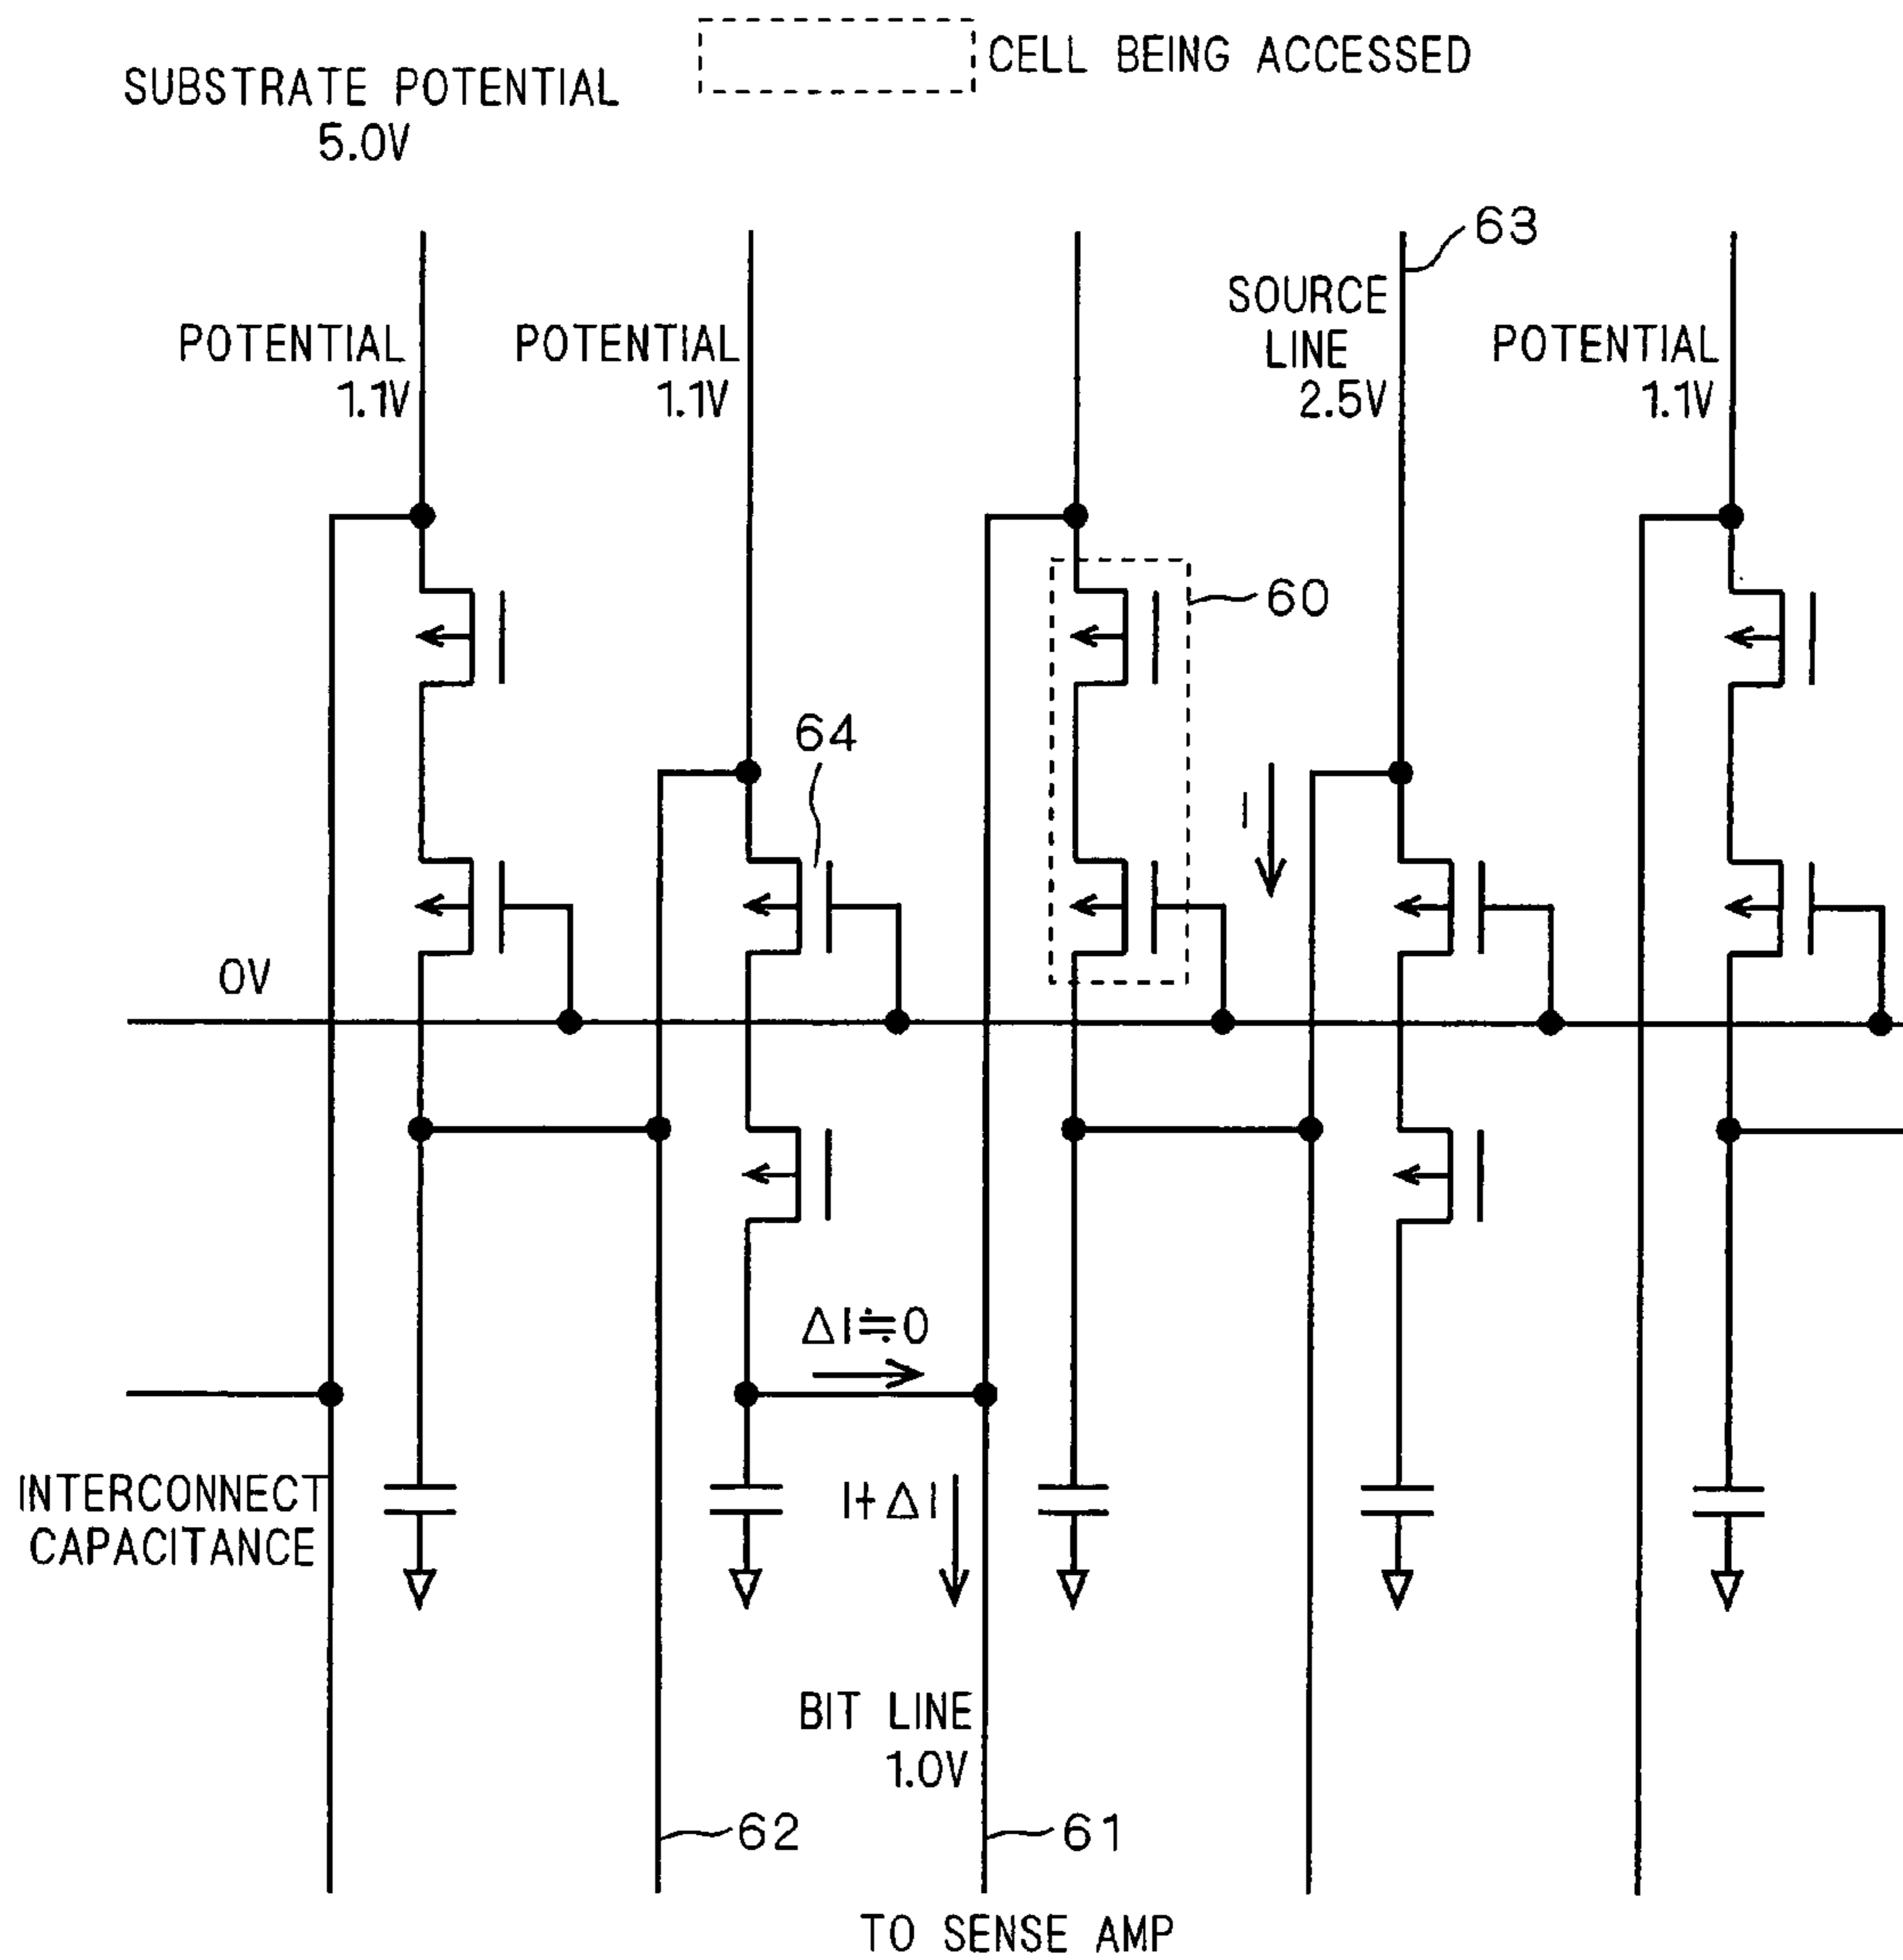 CELL BEING ACCESSED
SUBSTRATE POTENTIAL
5.0V
63
SOURCE
LINE
2.5V
POTENTIAL
1.1V
POTENTIAL
1.1V
POTENTIAL
1.1V
60
64
I
0V
ΔI≒0
INTERCONNECT
CAPACITANCE
I+ΔI
BIT LINE
1.0V
62
61
TO SENSE AMP